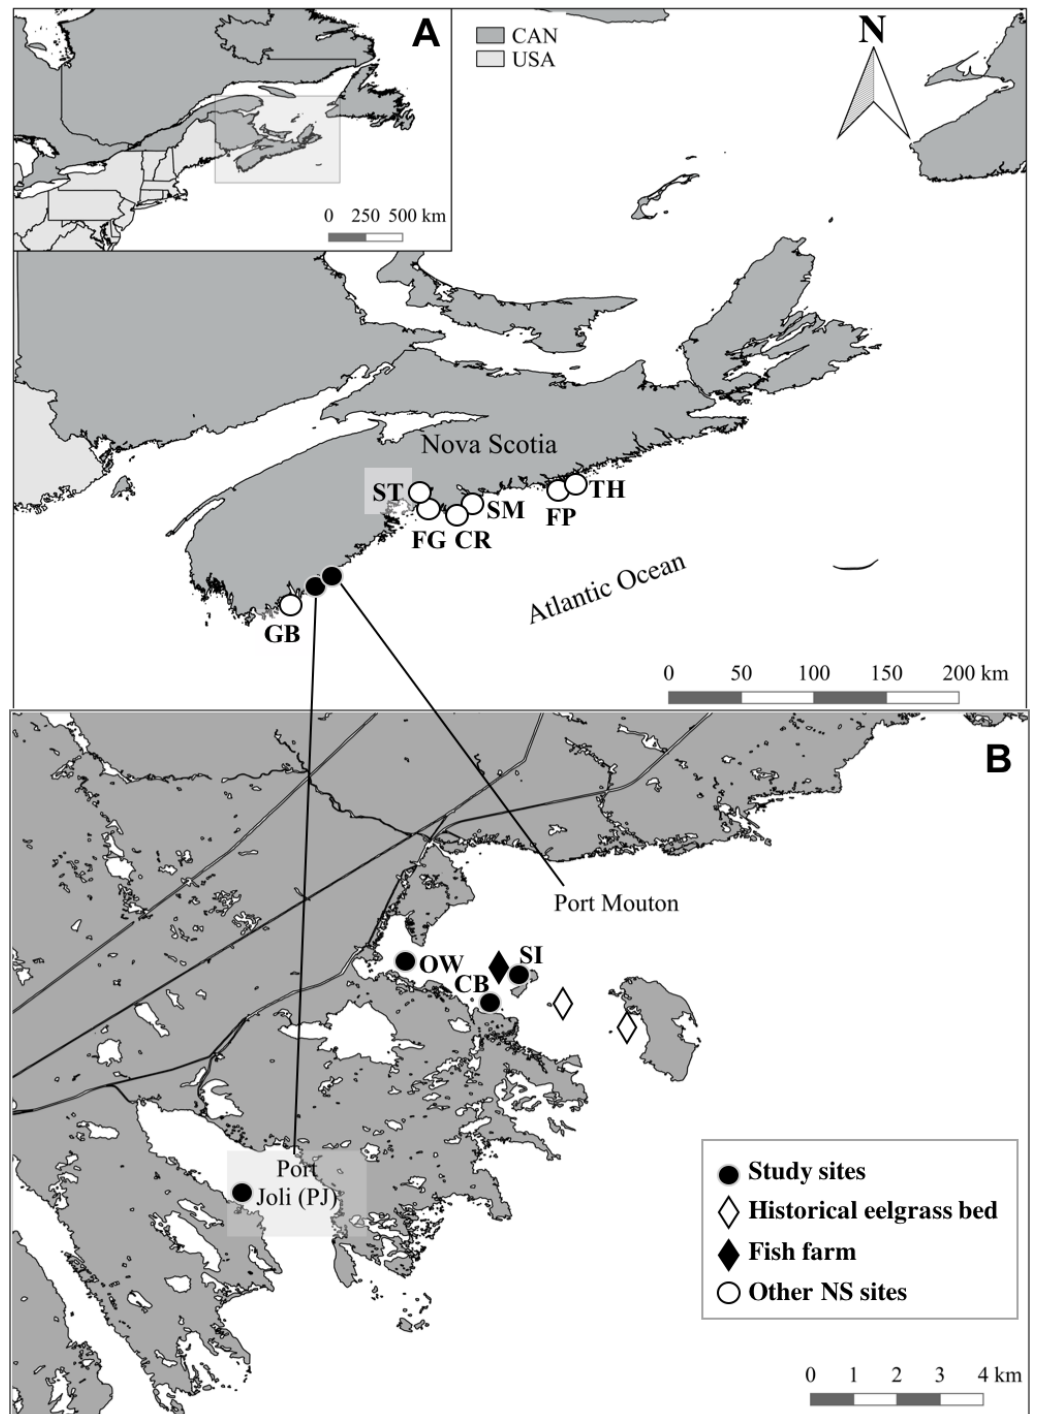 A
CAN
USA
N
0 250 500 km
Nova Scotia
ST
TH
SM
FP
FG CR
Atlantic Ocean
GB
0 50 100 150 200 km
B
Port Mouton
SI
OW
CB
Port
Joli (PJ)
Study sites
Historical eelgrass bed
Fish farm
Other NS sites
0 1 2 3 4 km